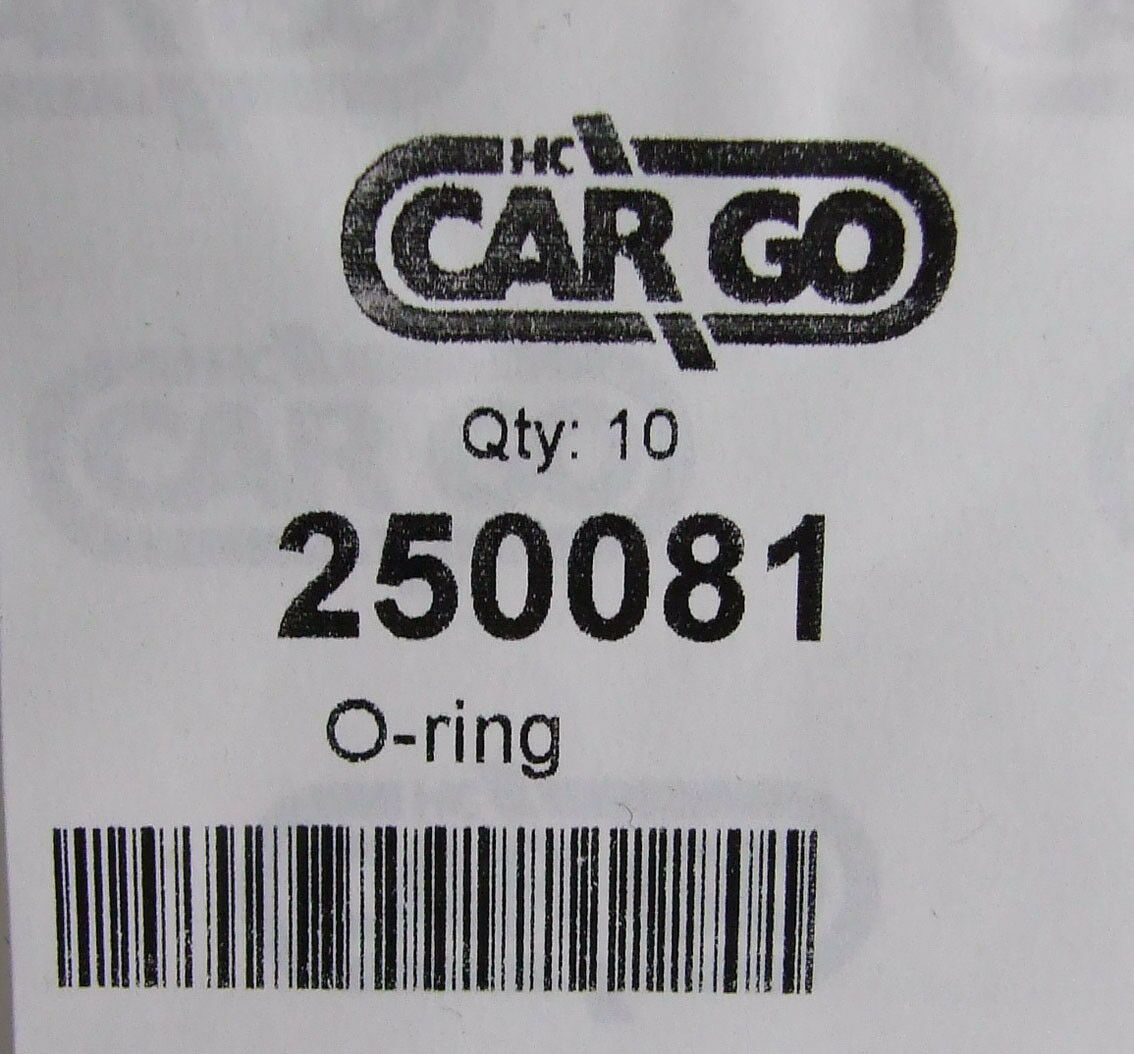 HC
CAR GO
Qty: 10
250081
O-ring